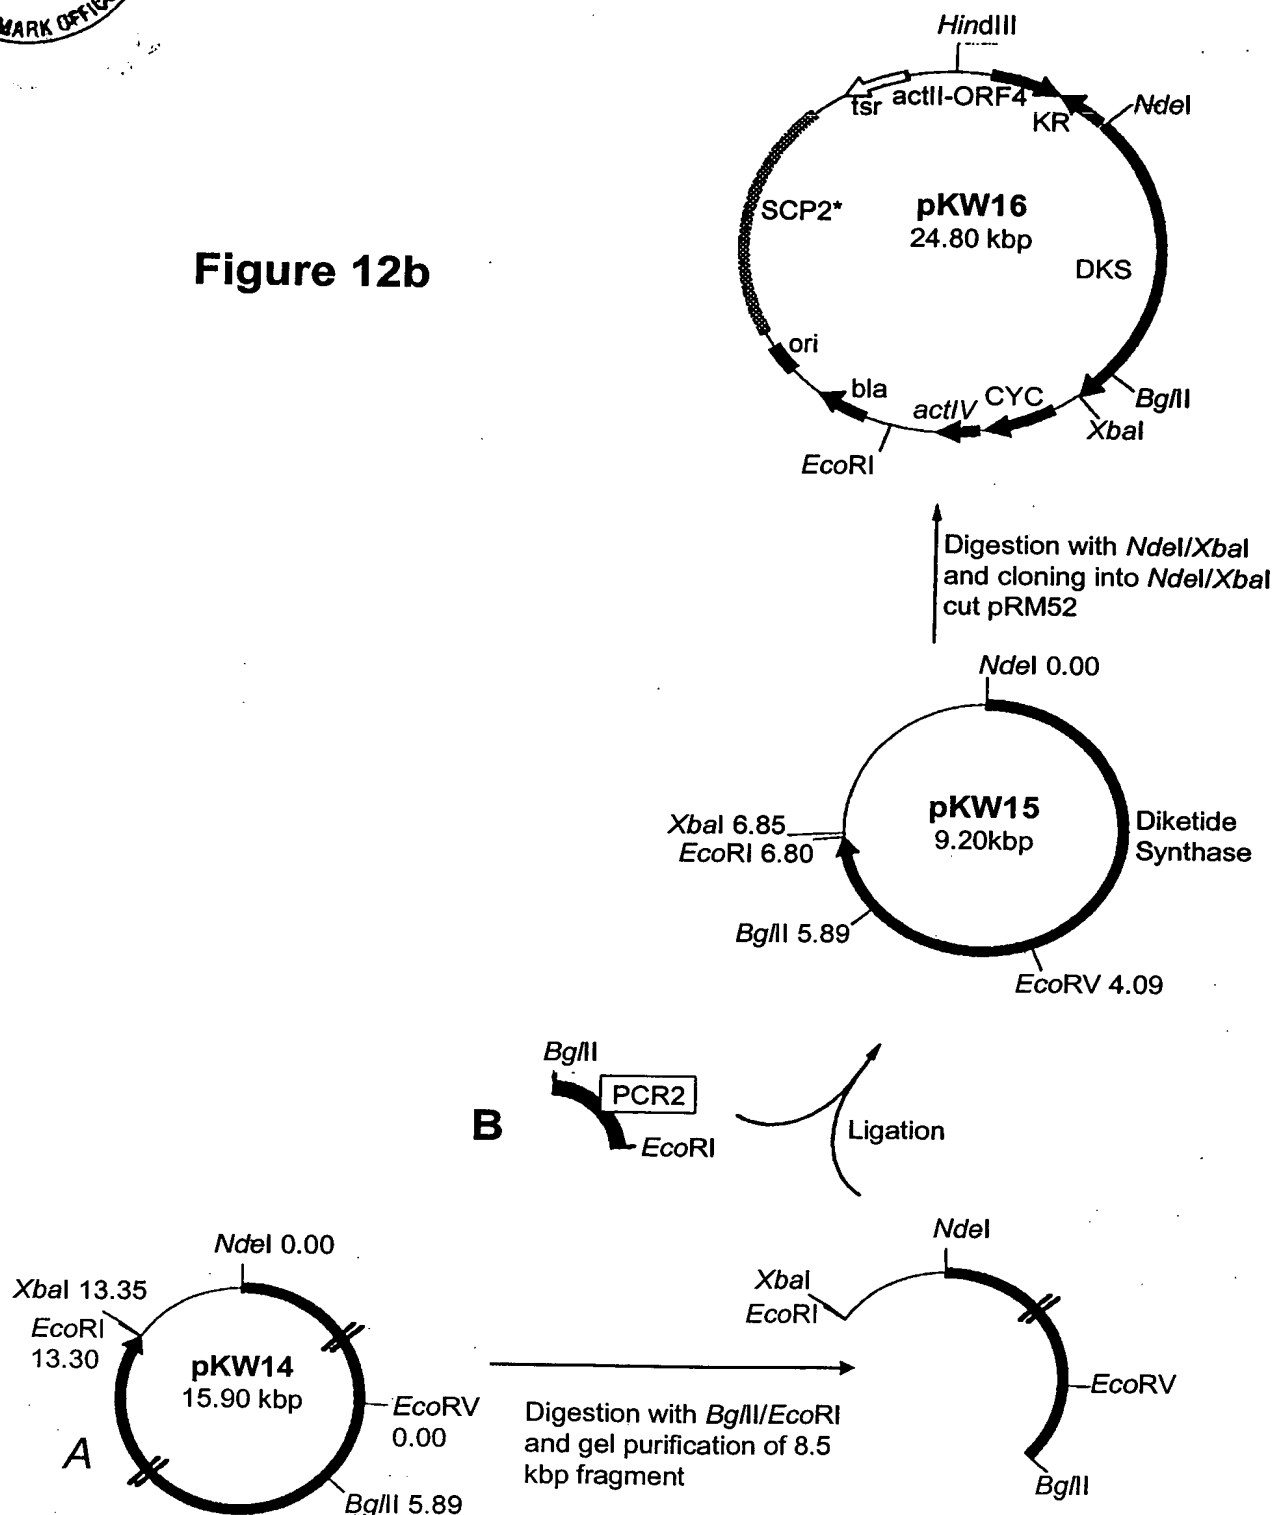 MARK OFFIC
HindIII
tsr
actII-ORF4
KR
NdeI
SCP2*
pKW16
24.80 kbp
DKS
Figure 12b
ori
bla
actIV
CYC
BglII
XbaI
EcoRI
Digestion with NdeI/XbaI
and cloning into NdeI/XbaI
cut pRM52
NdeI 0.00
pKW15
9.20kbp
XbaI 6.85
EcoRI 6.80
Diketide
Synthase
BglII 5.89
EcoRV 4.09
BglII
PCR2
B
EcoRI
Ligation
NdeI 0.00
XbaI 13.35
EcoRI
13.30
pKW14
15.90 kbp
EcoRV
0.00
A
BglII 5.89
Digestion with BglII/EcoRI
and gel purification of 8.5
kbp fragment
NdeI
XbaI
EcoRI
EcoRV
BglII